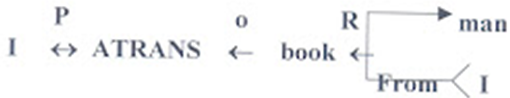 P o R man
I ↔ ATRANS ← book ←
From I